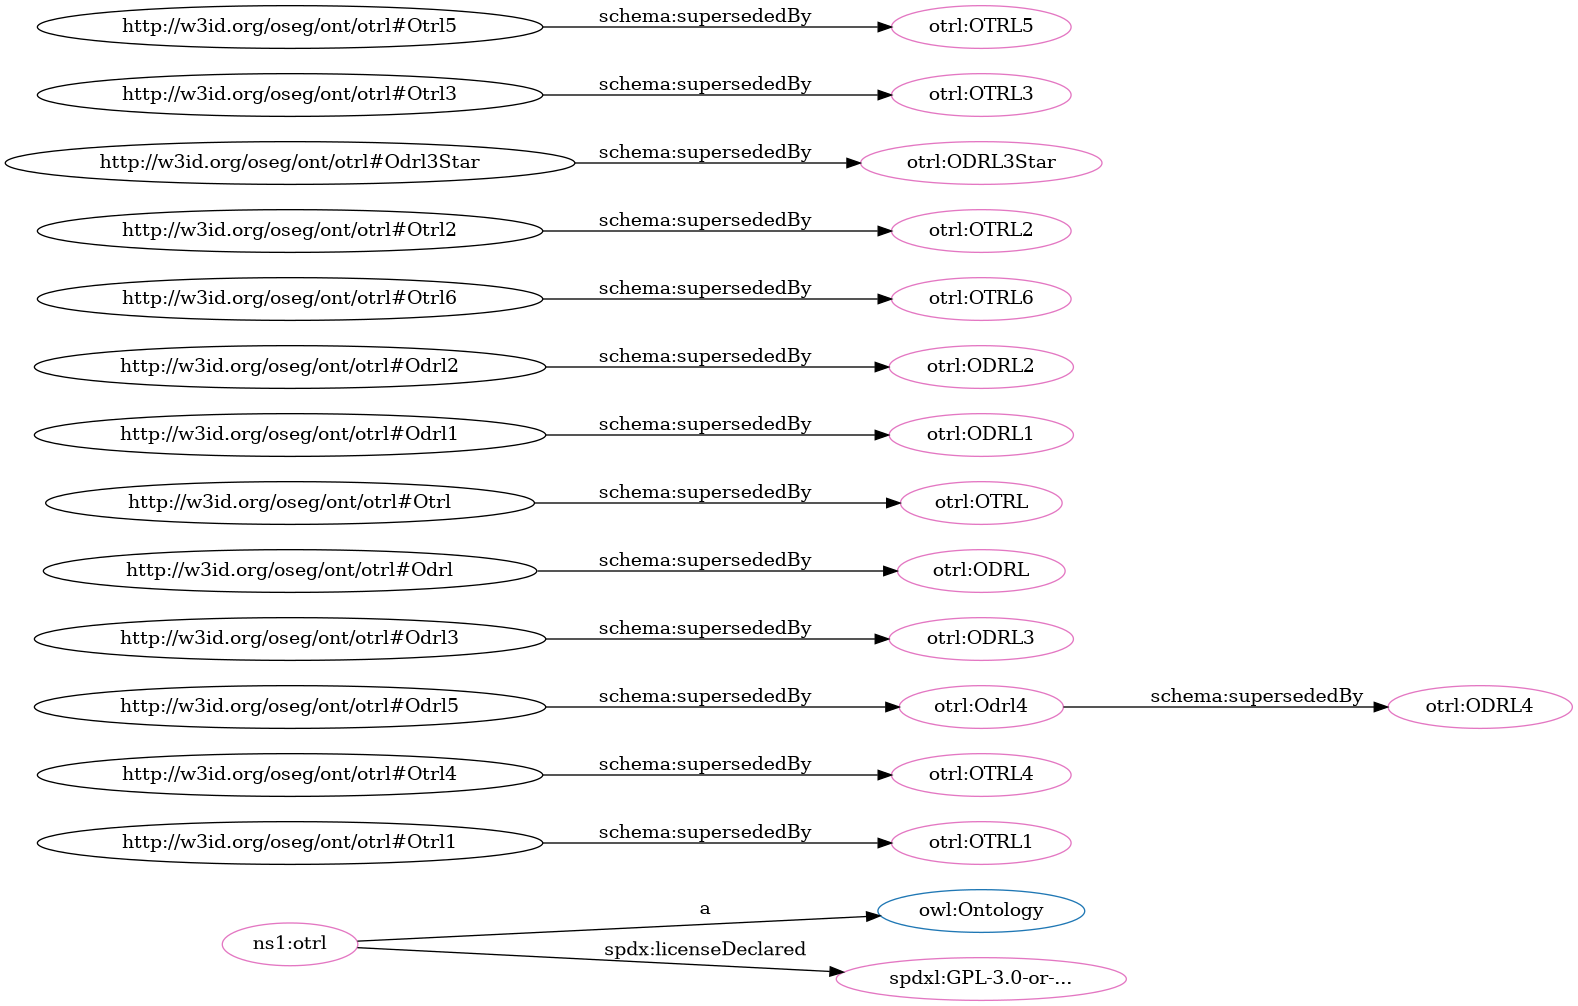 http://w3id.org/oseg/ont/otrl#Otrl5 schema:supersededBy otrl:OTRL5
http://w3id.org/oseg/ont/otrl#Otrl3 schema:supersededBy otrl:OTRL3
http://w3id.org/oseg/ont/otrl#Odrl3Star schema:supersededBy otrl:ODRL3Star
http://w3id.org/oseg/ont/otrl#Otrl2 schema:supersededBy otrl:OTRL2
http://w3id.org/oseg/ont/otrl#Otrl6 schema:supersededBy otrl:OTRL6
http://w3id.org/oseg/ont/otrl#Odrl2 schema:supersededBy otrl:ODRL2
http://w3id.org/oseg/ont/otrl#Odrl1 schema:supersededBy otrl:ODRL1
http://w3id.org/oseg/ont/otrl#Otrl schema:supersededBy otrl:OTRL
http://w3id.org/oseg/ont/otrl#Odrl schema:supersededBy otrl:ODRL
http://w3id.org/oseg/ont/otrl#Odrl3 schema:supersededBy otrl:ODRL3
http://w3id.org/oseg/ont/otrl#Odrl5 schema:supersededBy otrl:Odrl4 schema:supersededBy otrl:ODRL4
http://w3id.org/oseg/ont/otrl#Otrl4 schema:supersededBy otrl:OTRL4
http://w3id.org/oseg/ont/otrl#Otrl1 schema:supersededBy otrl:OTRL1
a owl:Ontology
ns1:otrl
spdx:licenseDeclared spdxl:GPL-3.0-or-...